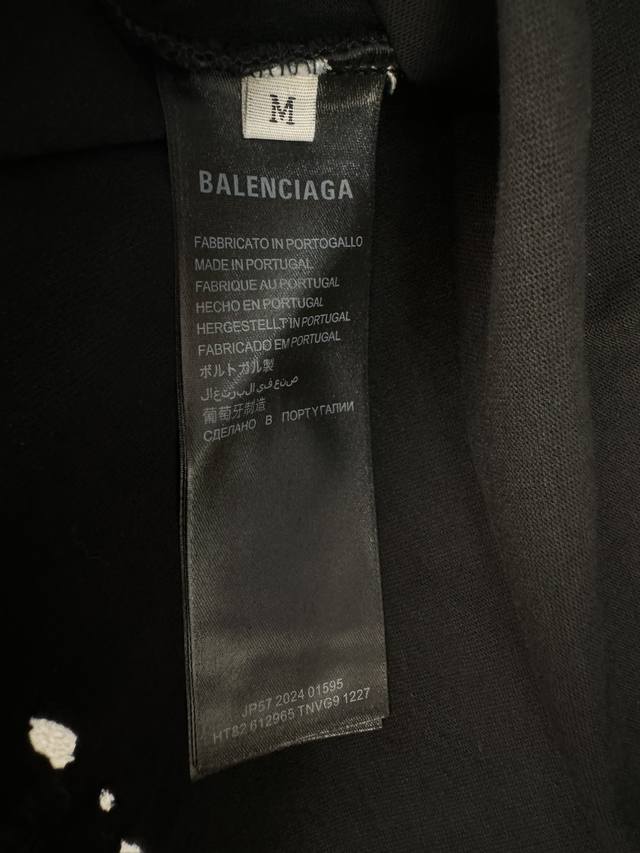 M
BALENCIAGA
FABBRICATO IN PORTOGALLO
MADE IN PORTUGAL
FABRIQUE AU PORTUGAL
HECHO EN PORTUGAL
HERGESTELLT IN PORTUGAL
FABRICADO EM PORTUGAL
ポルトガル製
صنع في البرتغال
葡萄牙制造
СДЕЛАНО В ПОРТУГАЛИИ
JP57 2024 01595
HT82 612965 TNVG9 1227